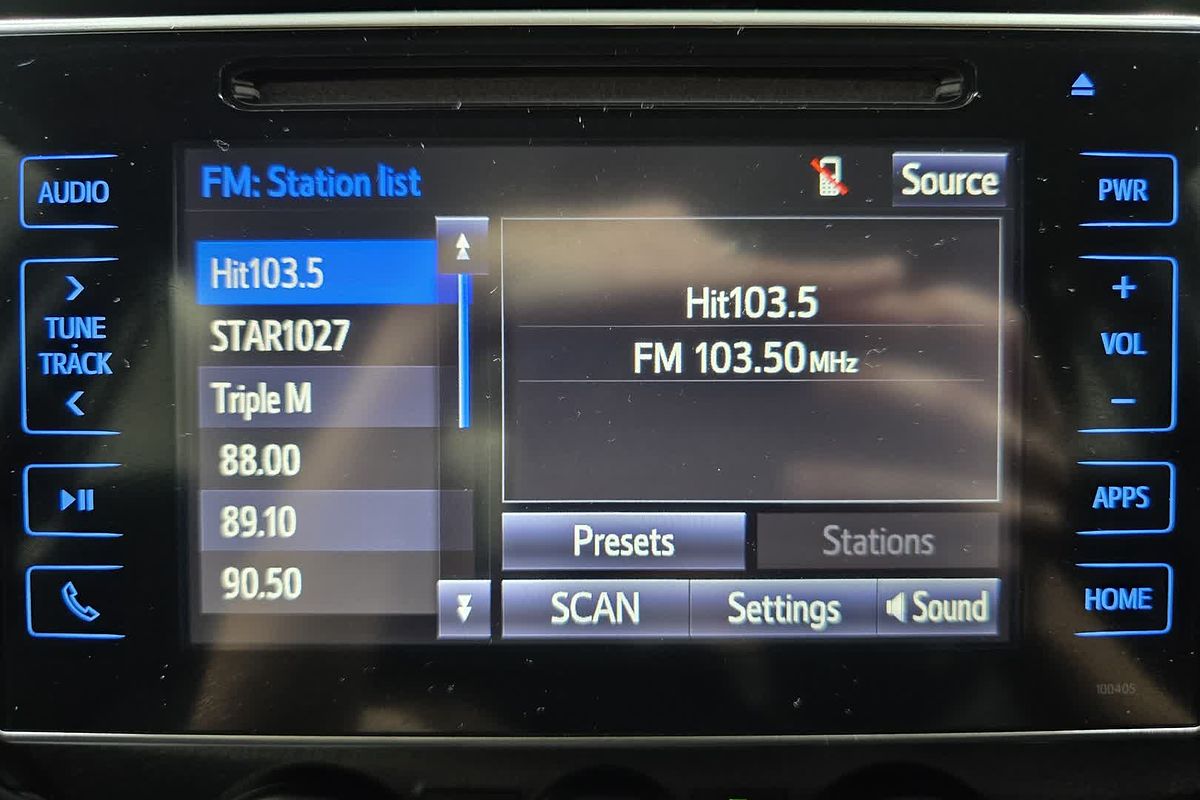 AUDIO
>
TUNE
·
TRACK
<
FM: Station list
Source
Hit103.5
STAR1027
Triple M
88.00
89.10
90.50
Hit103.5
FM 103.50 MHz
Presets
Stations
SCAN
Settings
Sound
PWR
+
VOL
−
APPS
HOME
100405